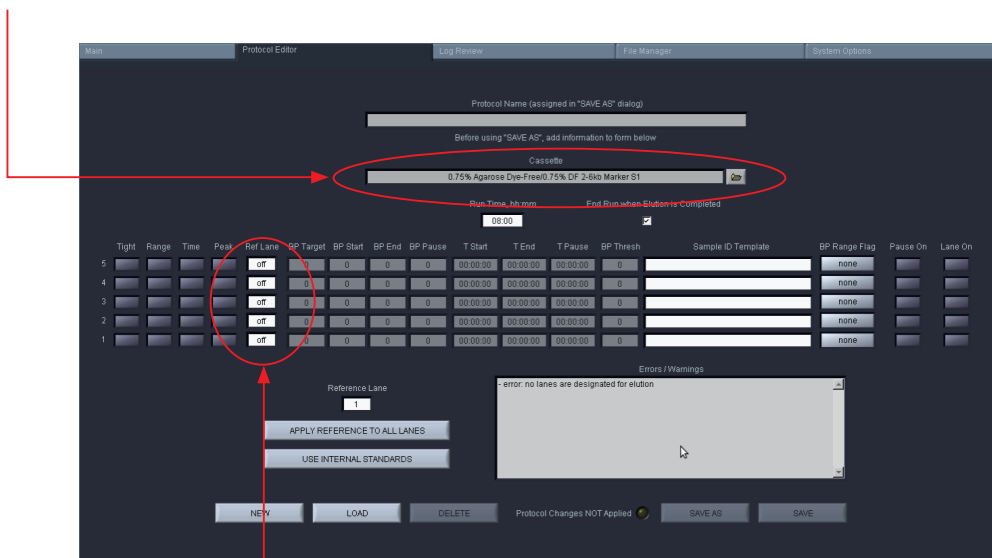 Main Protocol Editor Log Review File Manager System Options
Protocol Name (assigned in "SAVE AS" dialog)
Before using "SAVE AS", add information to form below
Cassette
0.75% Agarose Dye-Free/0.75% DF 2-6kb Marker S1
Run Time, hh:mm End Run when Elution is Completed
08:00
Tight Range Time Peak Ref Lane BP Target BP Start BP End BP Pause T Start T End T Pause BP Thresh Sample ID Template BP Range Flag Pause On Lane On
5 off 0 0 0 0 00:00:00 00:00:00 00:00:00 0 none
4 off 0 0 0 0 00:00:00 00:00:00 00:00:00 0 none
3 off 0 0 0 0 00:00:00 00:00:00 00:00:00 0 none
2 off 0 0 0 0 00:00:00 00:00:00 00:00:00 0 none
1 off 0 0 0 0 00:00:00 00:00:00 00:00:00 0 none
Errors / Warnings
- error: no lanes are designated for elution
Reference Lane
1
APPLY REFERENCE TO ALL LANES
USE INTERNAL STANDARDS
NEW LOAD DELETE Protocol Changes NOT Applied SAVE AS SAVE